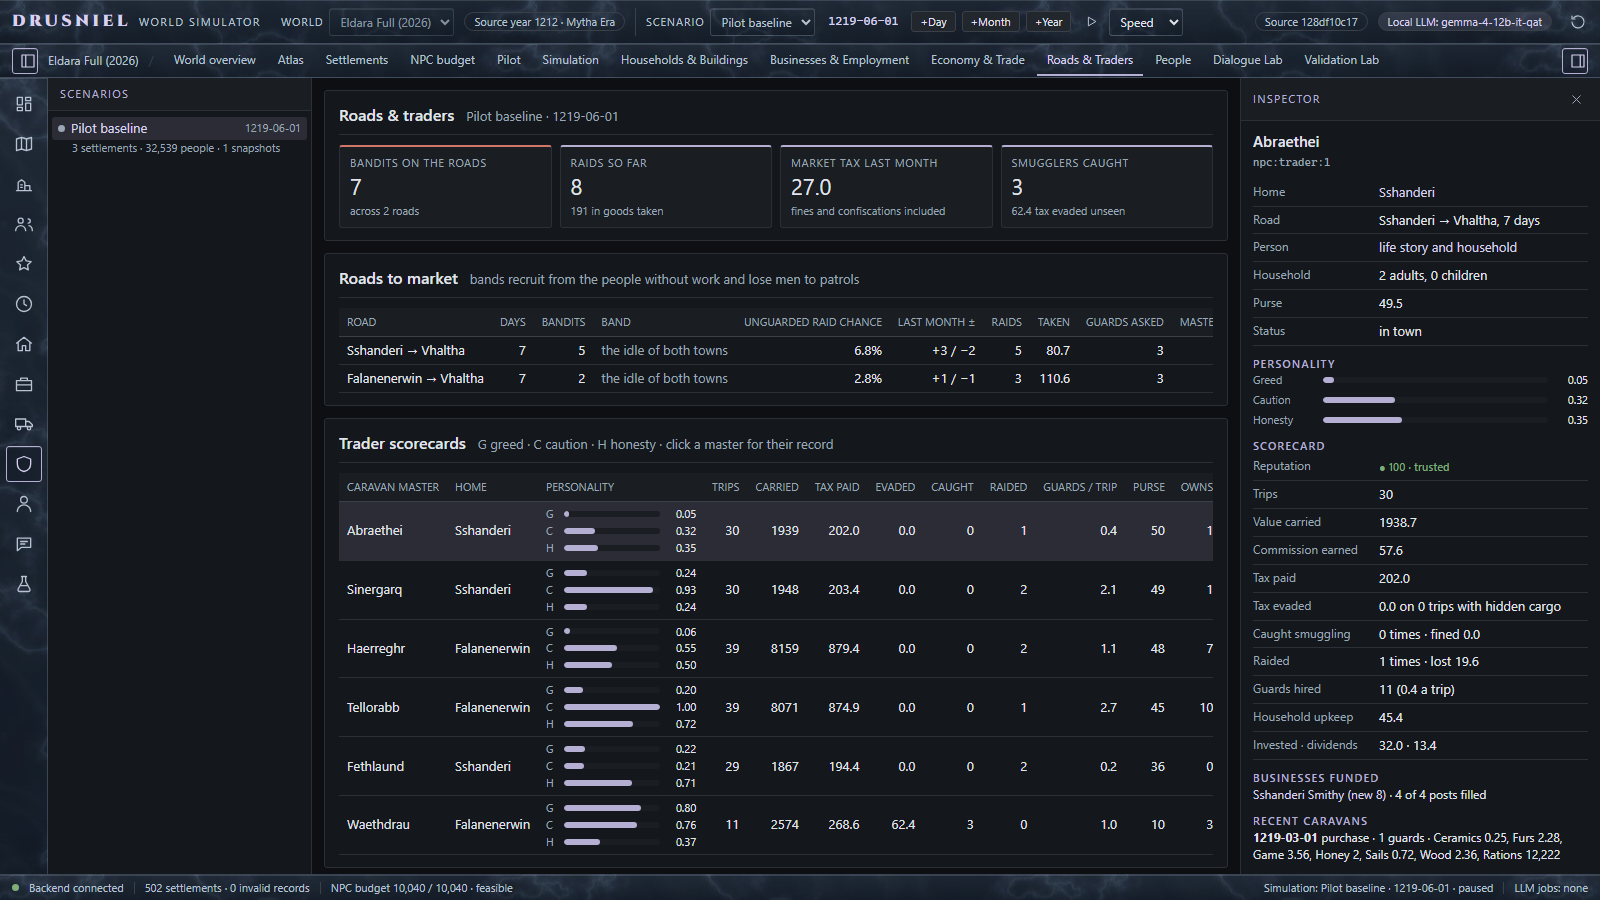 DRUSNIEL WORLD SIMULATOR WORLD Eldara Full (2026) Source year 1212 · Mytha Era SCENARIO Pilot baseline 1219-06-01 +Day +Month +Year Speed Source 128df10c17 Local LLM: gemma-4-12b-it-qat
Eldara Full (2026) / World overview Atlas Settlements NPC budget Pilot Simulation Households & Buildings Businesses & Employment Economy & Trade Roads & Traders People Dialogue Lab Validation Lab
SCENARIOS
Pilot baseline 1219-06-01
3 settlements · 32,539 people · 1 snapshots
Roads & traders Pilot baseline · 1219-06-01
BANDITS ON THE ROADS
7
across 2 roads
RAIDS SO FAR
8
191 in goods taken
MARKET TAX LAST MONTH
27.0
fines and confiscations included
SMUGGLERS CAUGHT
3
62.4 tax evaded unseen
Roads to market bands recruit from the people without work and lose men to patrols
ROAD DAYS BANDITS BAND UNGUARDED RAID CHANCE LAST MONTH ± RAIDS TAKEN GUARDS ASKED MASTE
Sshanderi → Vhaltha 7 5 the idle of both towns 6.8% +3 / −2 5 80.7 3
Falanenerwin → Vhaltha 7 2 the idle of both towns 2.8% +1 / −1 3 110.6 3
Trader scorecards G greed · C caution · H honesty · click a master for their record
CARAVAN MASTER HOME PERSONALITY TRIPS CARRIED TAX PAID EVADED CAUGHT RAIDED GUARDS / TRIP PURSE OWNS
G 0.05
Abraethei Sshanderi C 0.32 30 1939 202.0 0.0 0 1 0.4 50 1
H 0.35
G 0.24
Sinergarq Sshanderi C 0.93 30 1948 203.4 0.0 0 2 2.1 49 1
H 0.24
G 0.06
Haerreghr Falanenerwin C 0.55 39 8159 879.4 0.0 0 2 1.1 48 7
H 0.50
G 0.20
Tellorabb Falanenerwin C 1.00 39 8071 874.9 0.0 0 1 2.7 45 10
H 0.72
G 0.22
Fethlaund Sshanderi C 0.21 29 1867 194.4 0.0 0 2 0.2 36 0
H 0.71
G 0.80
Waethdrau Falanenerwin C 0.76 11 2574 268.6 62.4 3 0 1.0 10 3
H 0.37
INSPECTOR
Abraethei
npc:trader:1
Home Sshanderi
Road Sshanderi → Vhaltha, 7 days
Person life story and household
Household 2 adults, 0 children
Purse 49.5
Status in town
PERSONALITY
Greed 0.05
Caution 0.32
Honesty 0.35
SCORECARD
Reputation ● 100 · trusted
Trips 30
Value carried 1938.7
Commission earned 57.6
Tax paid 202.0
Tax evaded 0.0 on 0 trips with hidden cargo
Caught smuggling 0 times · fined 0.0
Raided 1 times · lost 19.6
Guards hired 11 (0.4 a trip)
Household upkeep 45.4
Invested · dividends 32.0 · 13.4
BUSINESSES FUNDED
Sshanderi Smithy (new 8) · 4 of 4 posts filled
RECENT CARAVANS
1219-03-01 purchase · 1 guards · Ceramics 0.25, Furs 2.28,
Game 3.56, Honey 2, Sails 0.72, Wood 2.36, Rations 12,222
Backend connected 502 settlements · 0 invalid records NPC budget 10,040 / 10,040 · feasible Simulation: Pilot baseline · 1219-06-01 · paused LLM jobs: none